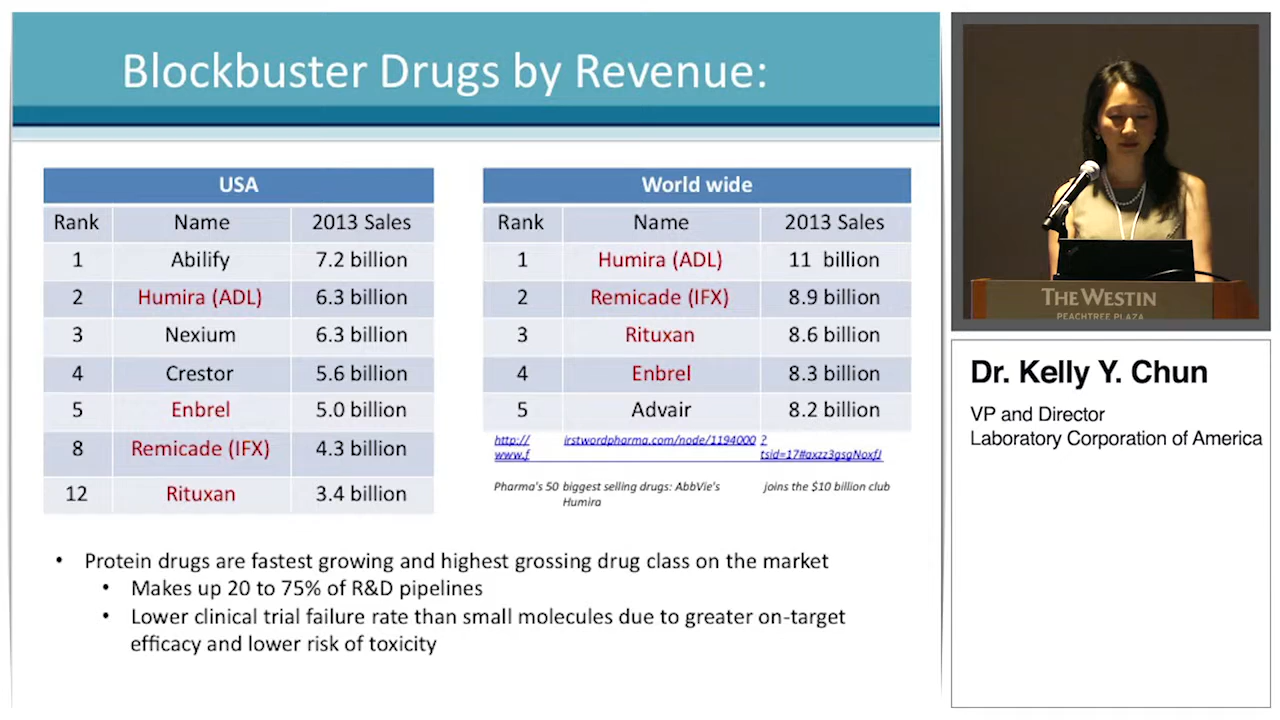 Blockbuster Drugs by Revenue:
USA
Rank Name 2013 Sales
1 Abilify 7.2 billion
2 Humira (ADL) 6.3 billion
3 Nexium 6.3 billion
4 Crestor 5.6 billion
5 Enbrel 5.0 billion
8 Remicade (IFX) 4.3 billion
12 Rituxan 3.4 billion
World wide
Rank Name 2013 Sales
1 Humira (ADL) 11 billion
2 Remicade (IFX) 8.9 billion
3 Rituxan 8.6 billion
4 Enbrel 8.3 billion
5 Advair 8.2 billion
http:// irstwordpharma.com/node/1194000 ?
www.f tsid=17#axzz3gsgNoxfJ
Pharma's 50 biggest selling drugs: AbbVie's joins the $10 billion club
Humira
• Protein drugs are fastest growing and highest grossing drug class on the market
• Makes up 20 to 75% of R&D pipelines
• Lower clinical trial failure rate than small molecules due to greater on-target
efficacy and lower risk of toxicity
THE WESTIN
PEACHTREE PLAZA
Dr. Kelly Y. Chun
VP and Director
Laboratory Corporation of America